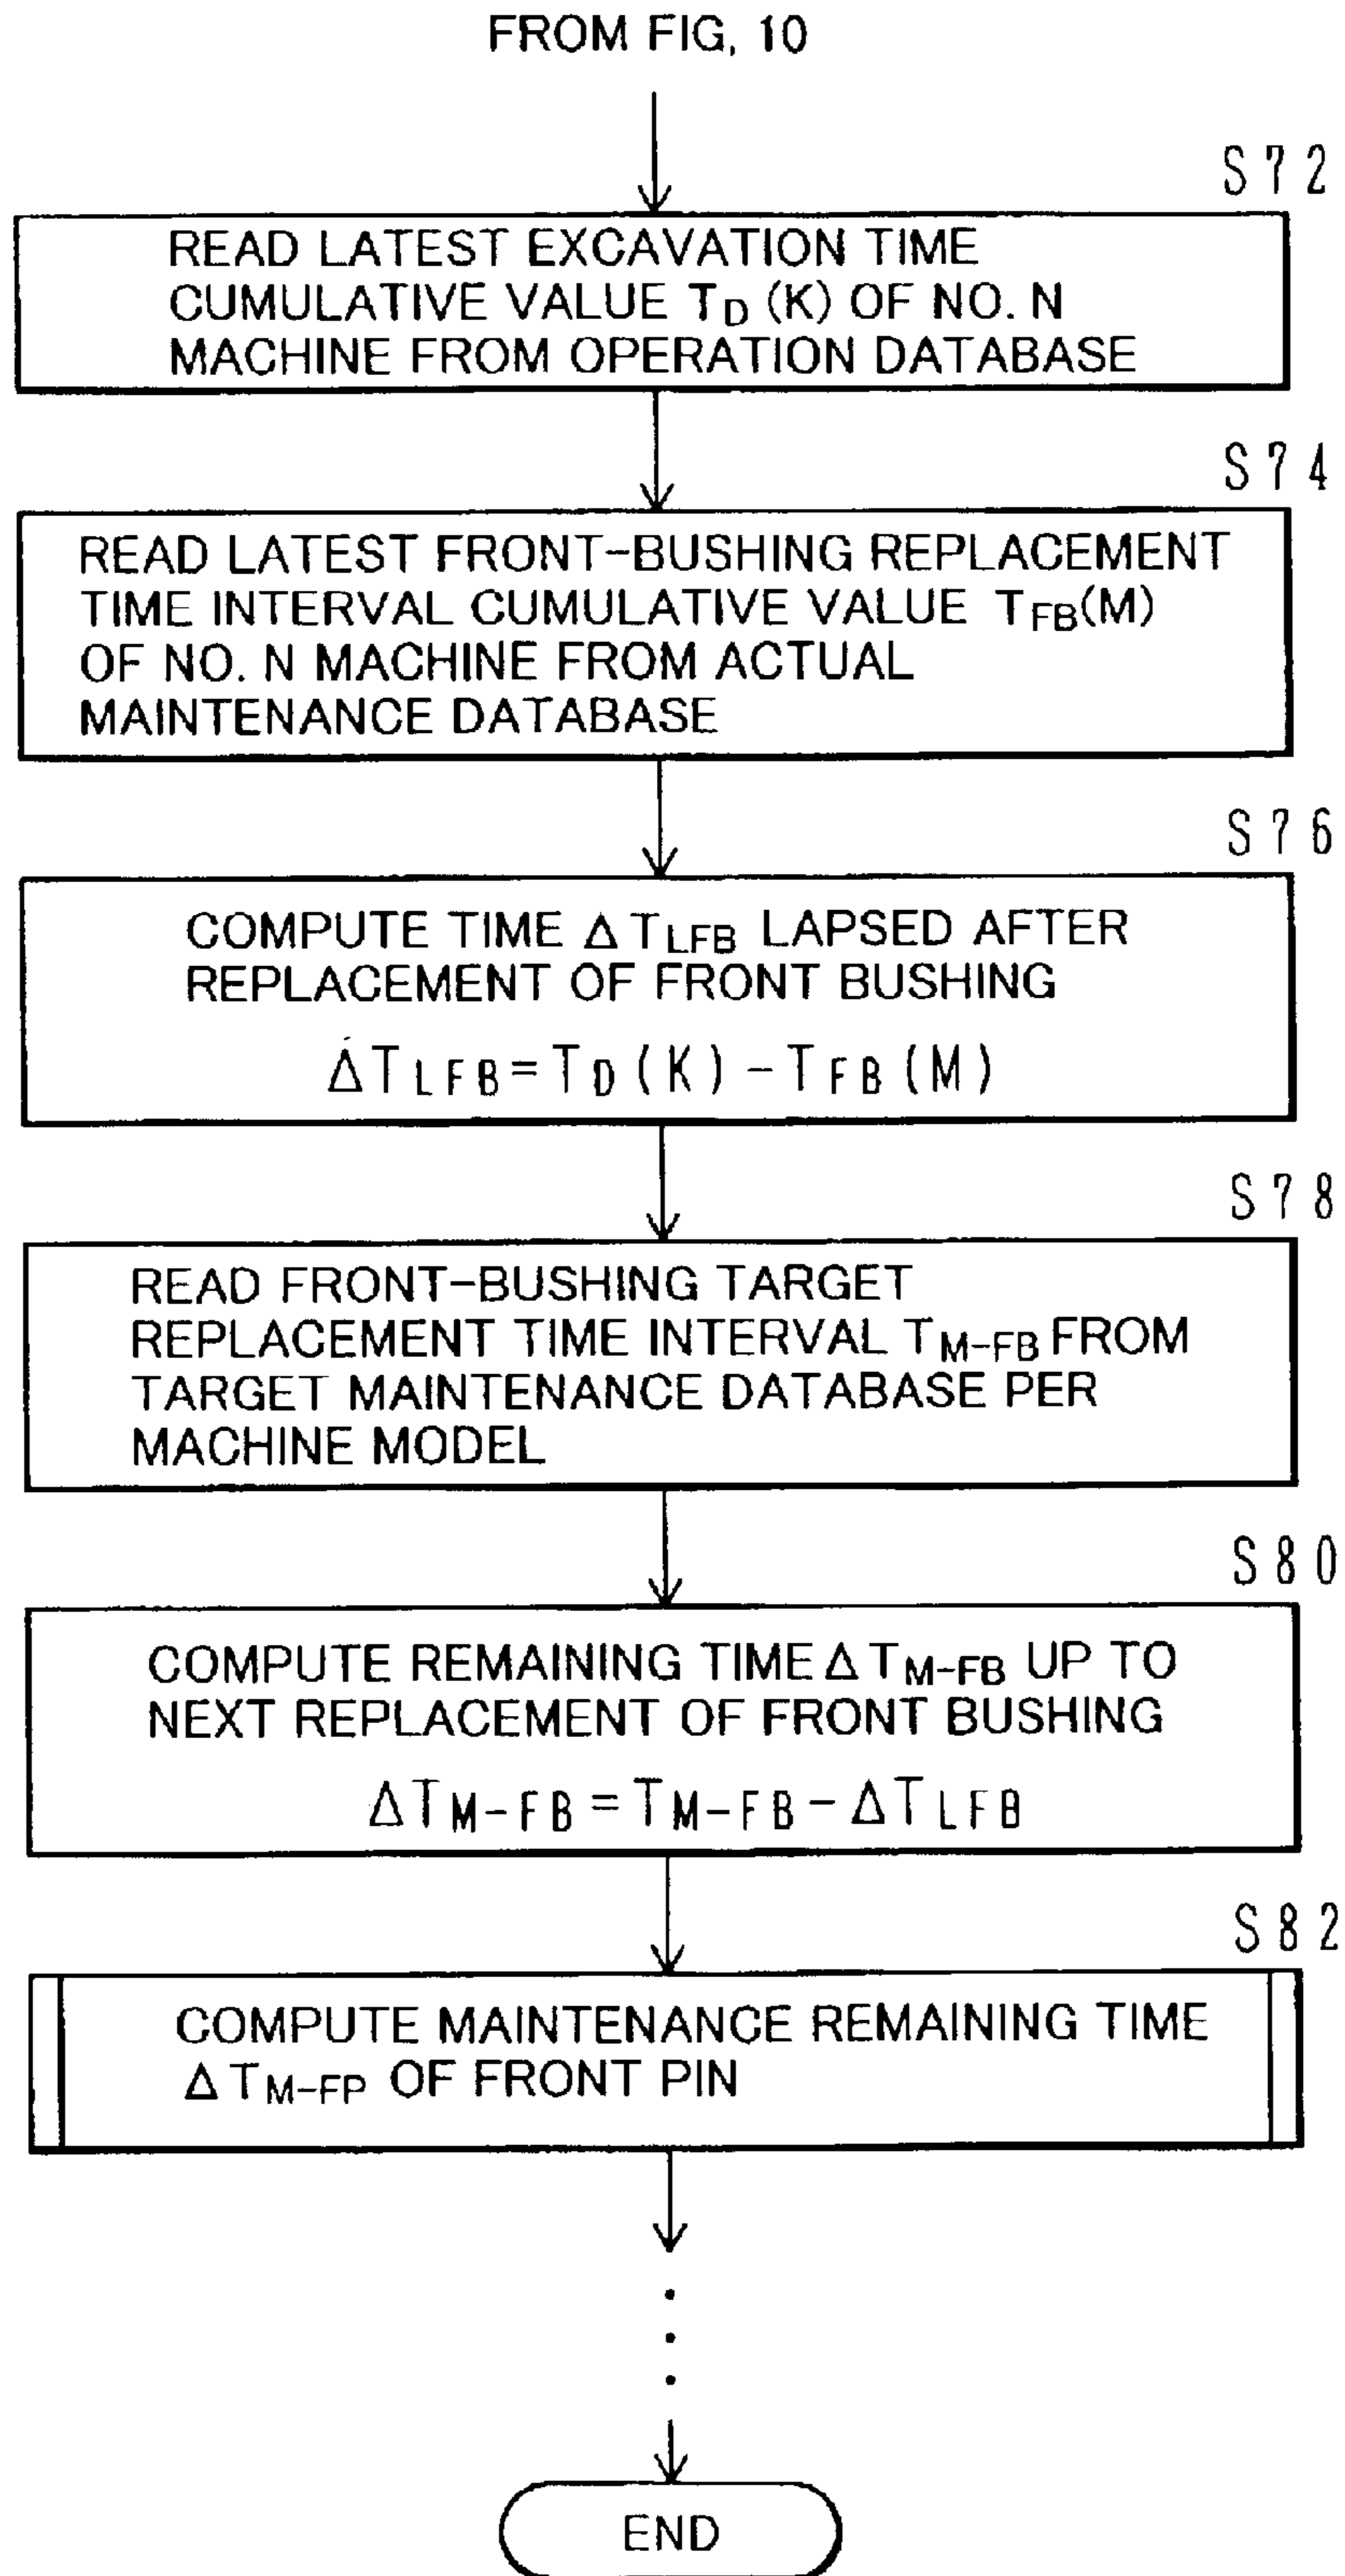 FROM FIG. 10
S72
READ LATEST EXCAVATION TIME
CUMULATIVE VALUE TD (K) OF NO. N
MACHINE FROM OPERATION DATABASE
S74
READ LATEST FRONT-BUSHING REPLACEMENT
TIME INTERVAL CUMULATIVE VALUE TFB(M)
OF NO. N MACHINE FROM ACTUAL
MAINTENANCE DATABASE
S76
COMPUTE TIME ΔTLFB LAPSED AFTER
REPLACEMENT OF FRONT BUSHING
ΔTLFB=TD(K)-TFB(M)
S78
READ FRONT-BUSHING TARGET
REPLACEMENT TIME INTERVAL TM-FB FROM
TARGET MAINTENANCE DATABASE PER
MACHINE MODEL
S80
COMPUTE REMAINING TIME ΔTM-FB UP TO
NEXT REPLACEMENT OF FRONT BUSHING
ΔTM-FB=TM-FB-ΔTLFB
S82
COMPUTE MAINTENANCE REMAINING TIME
ΔTM-FP OF FRONT PIN
END